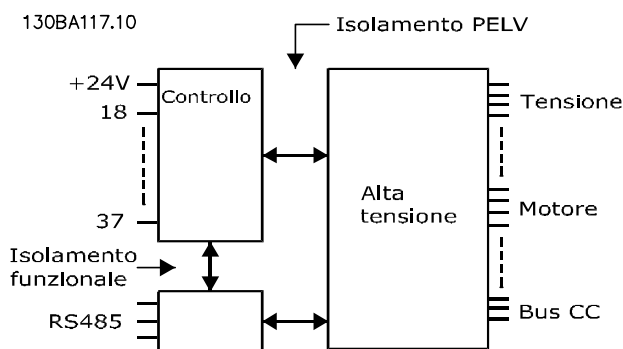 130BA117.10
Isolamento PELV
+24V
Controllo
18
Tensione
37
Alta
tensione
Motore
Isolamento
funzionale
RS485
Bus CC